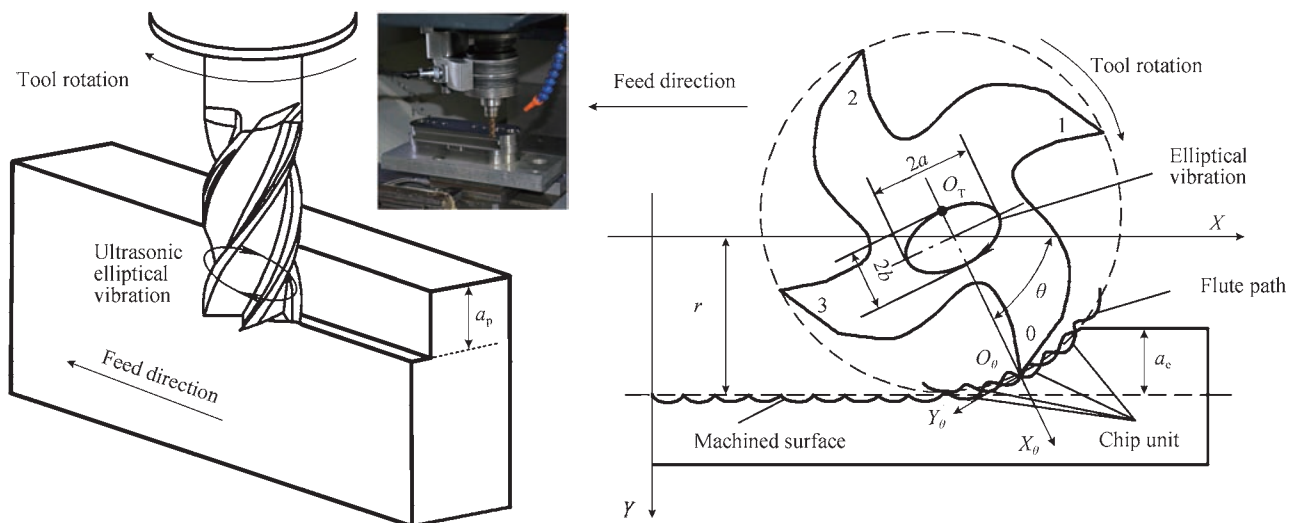 Tool rotation
Ultrasonic
elliptical
vibration
Feed direction
aₚ
Feed direction
Tool rotation
2
1
2a
O_T
Elliptical
vibration
X
2b
r
θ
Flute path
3
0
O_θ
a_e
Machined surface
Y_θ
X_θ
Chip unit
Y